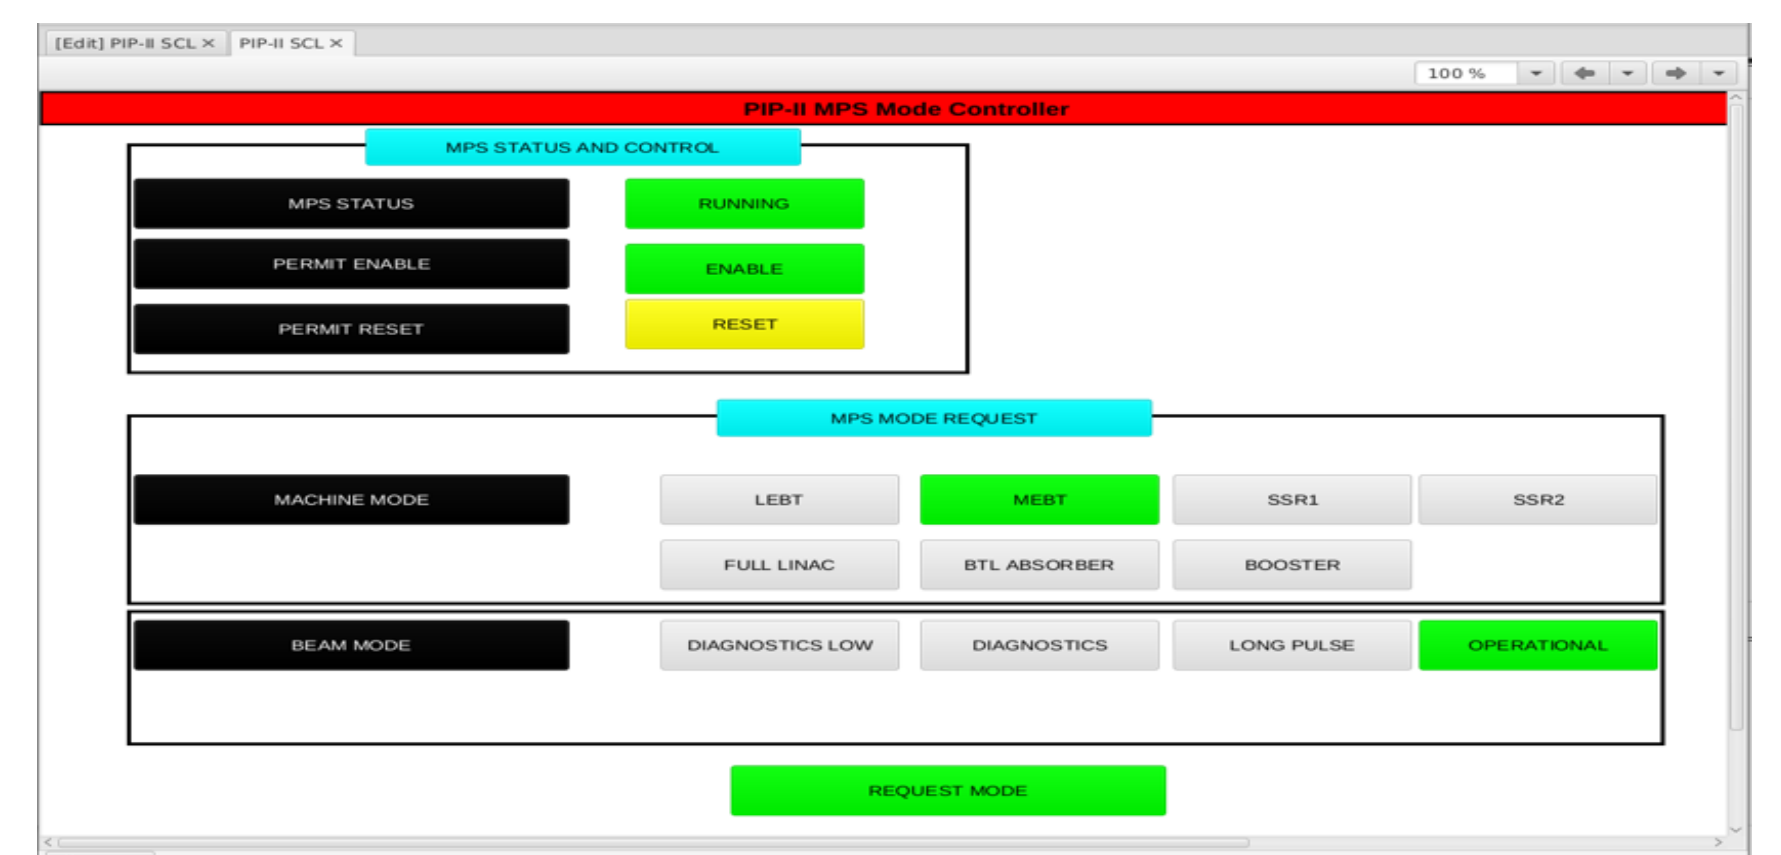 [Edit] PIP-II SCL × PIP-II SCL ×
100 %
PIP-II MPS Mode Controller
MPS STATUS AND CONTROL
MPS STATUS RUNNING
PERMIT ENABLE ENABLE
PERMIT RESET RESET
MPS MODE REQUEST
MACHINE MODE LEBT MEBT SSR1 SSR2
FULL LINAC BTL ABSORBER BOOSTER
BEAM MODE DIAGNOSTICS LOW DIAGNOSTICS LONG PULSE OPERATIONAL
REQUEST MODE